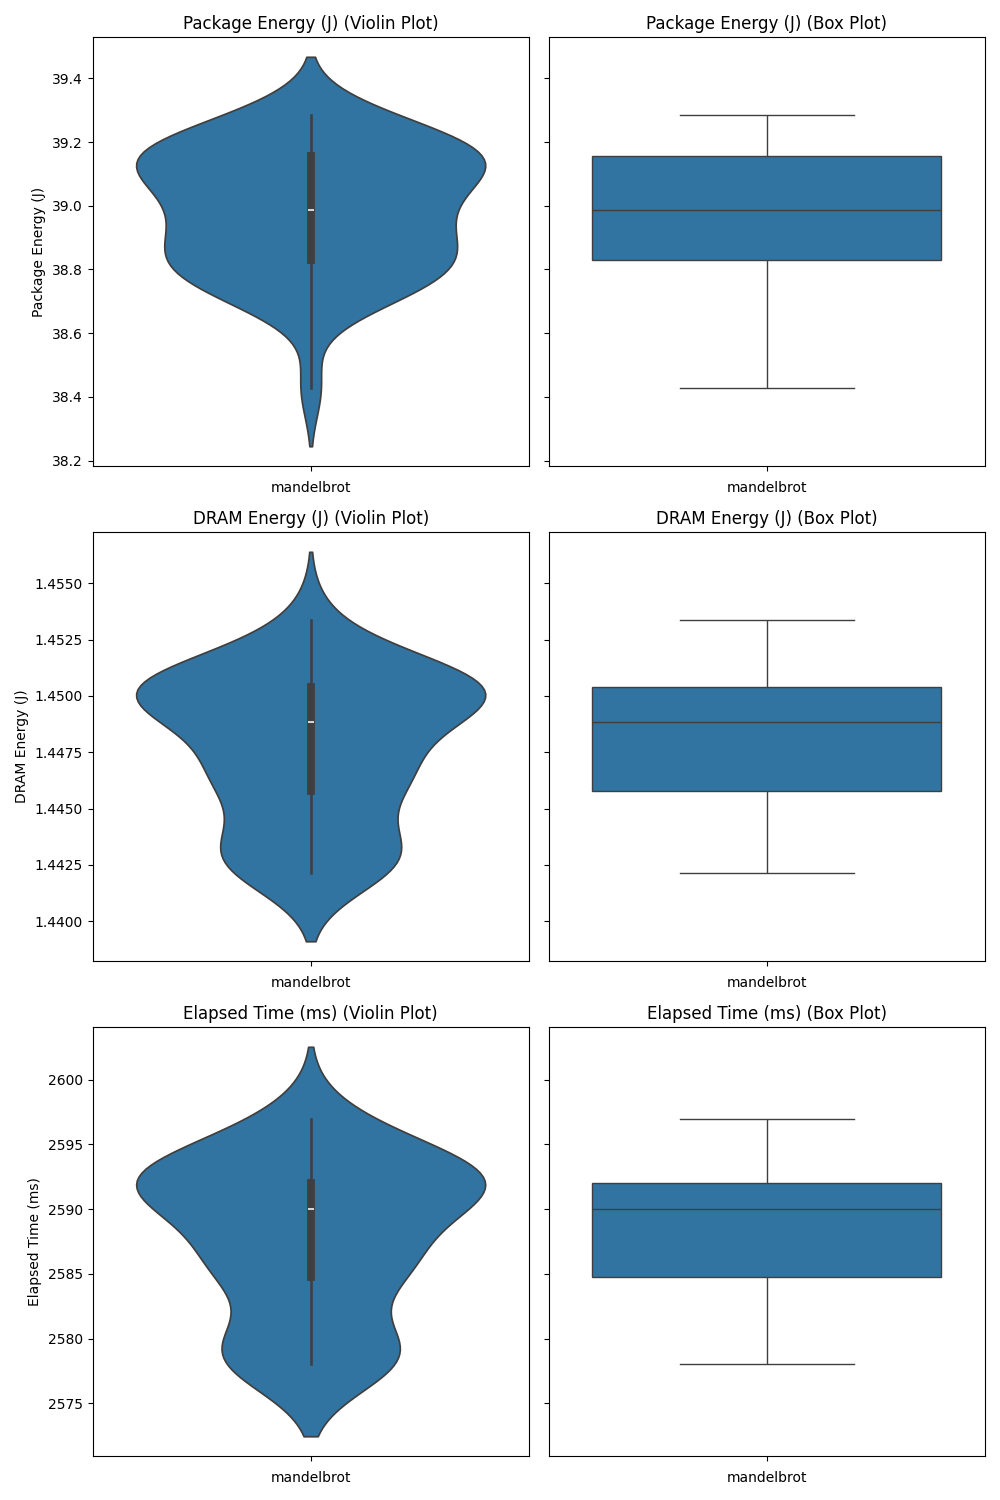 Package Energy (J) (Violin Plot)
Package Energy (J) (Box Plot)
Package Energy (J)
39.4
39.2
39.0
38.8
38.6
38.4
38.2
mandelbrot
mandelbrot
DRAM Energy (J) (Violin Plot)
DRAM Energy (J) (Box Plot)
DRAM Energy (J)
1.4550
1.4525
1.4500
1.4475
1.4450
1.4425
1.4400
mandelbrot
mandelbrot
Elapsed Time (ms) (Violin Plot)
Elapsed Time (ms) (Box Plot)
Elapsed Time (ms)
2600
2595
2590
2585
2580
2575
mandelbrot
mandelbrot